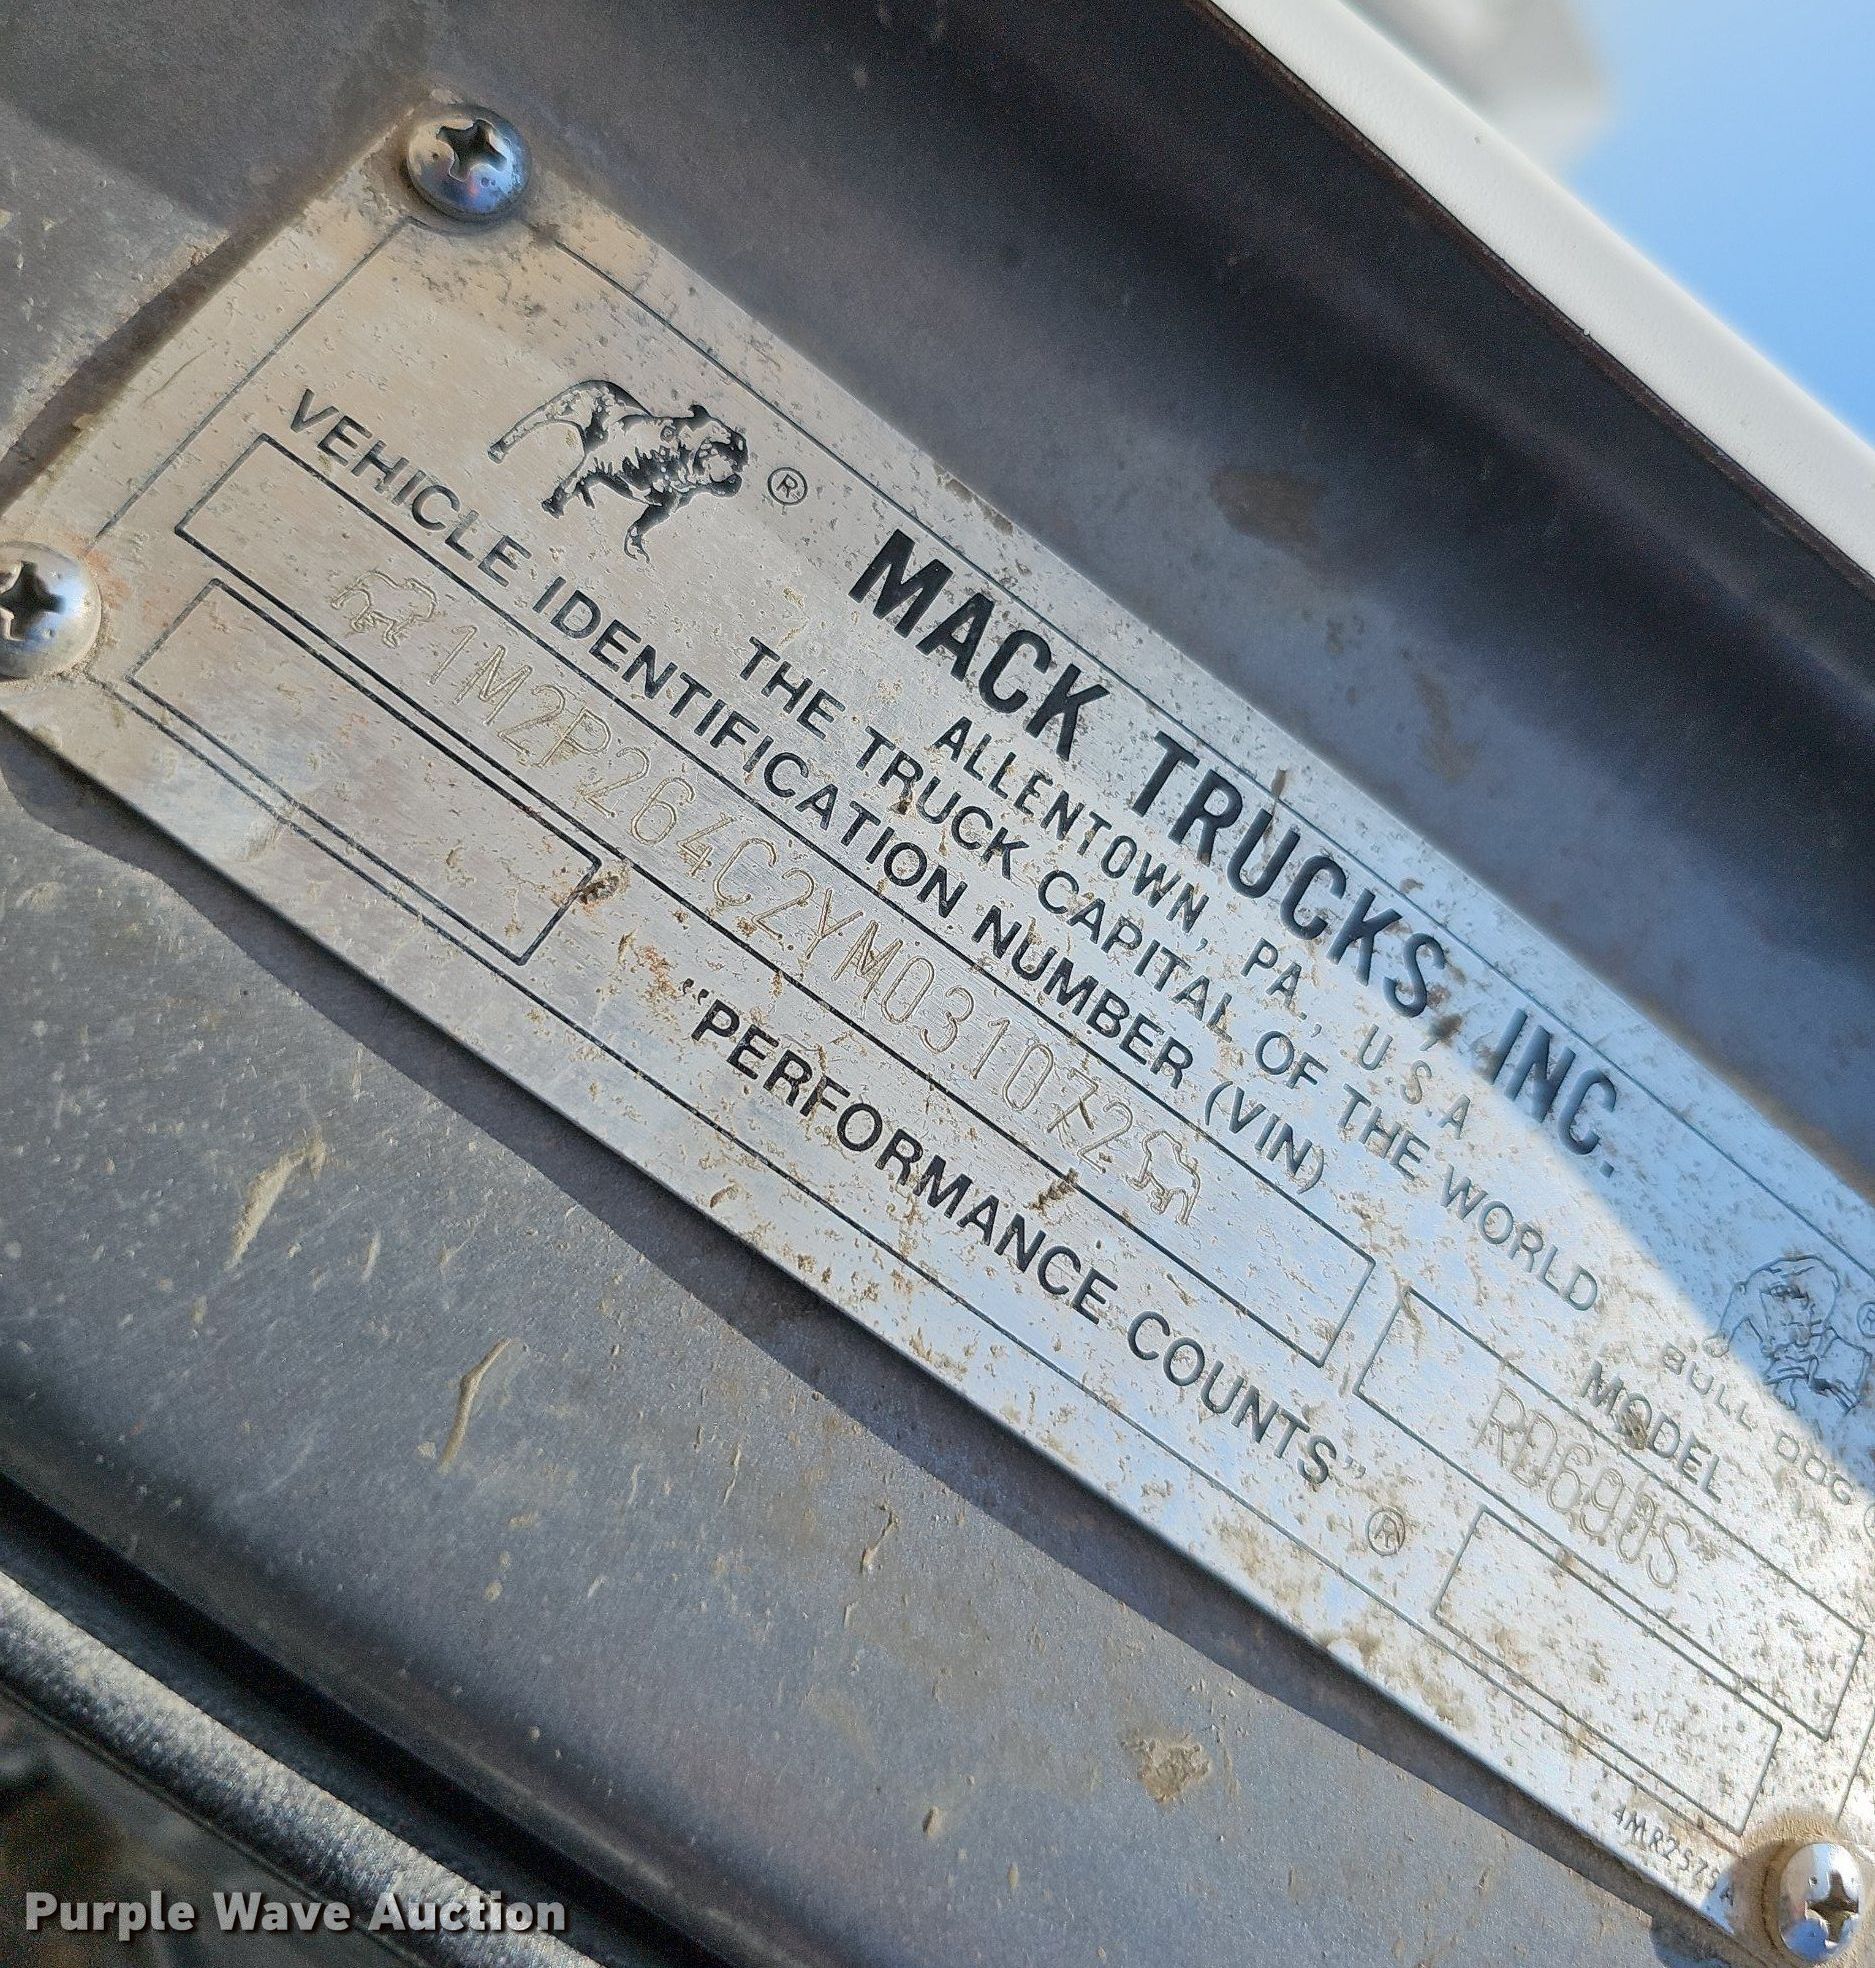 ® MACK TRUCKS, INC.
ALLENTOWN, PA., U.S.A
THE TRUCK CAPITAL OF THE WORLD
BULL DOG
®
VEHICLE IDENTIFICATION NUMBER (VIN)
MODEL
1M2P264C2YM031072
RD690S
"PERFORMANCE COUNTS" ®
Purple Wave Auction